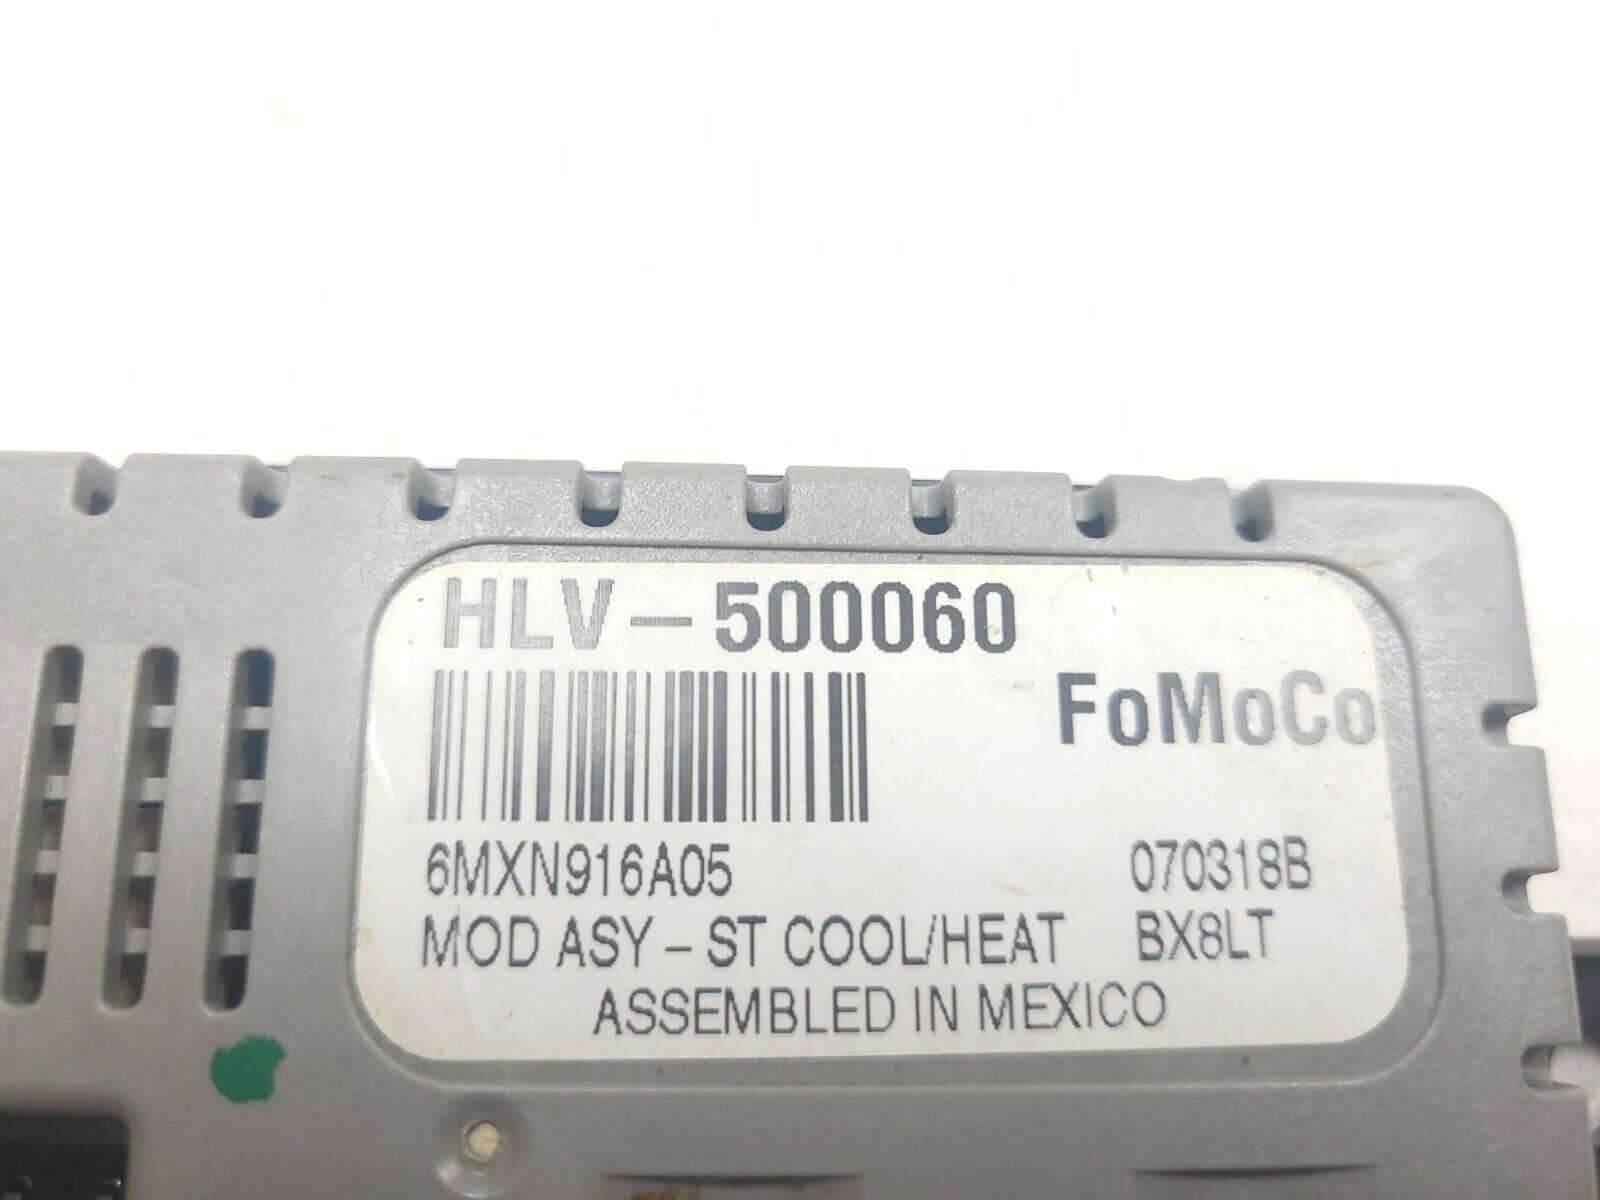 HLV-500060
FoMoCo
6MXN916A05 070318B
MOD ASY - ST COOL/HEAT BX8LT
ASSEMBLED IN MEXICO